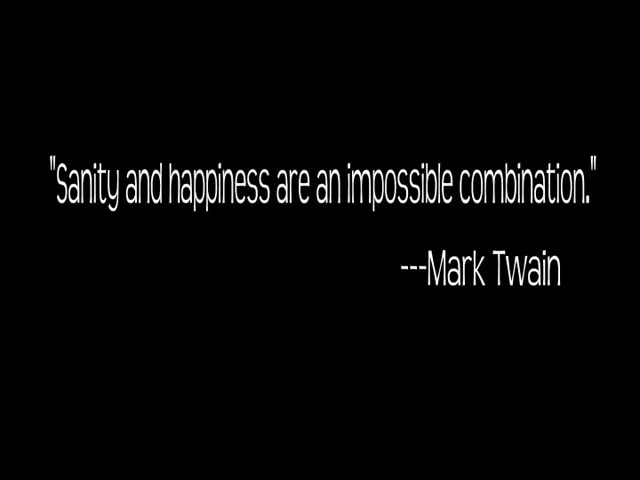 "Sanity and happiness are an impossible combination."
---Mark Twain